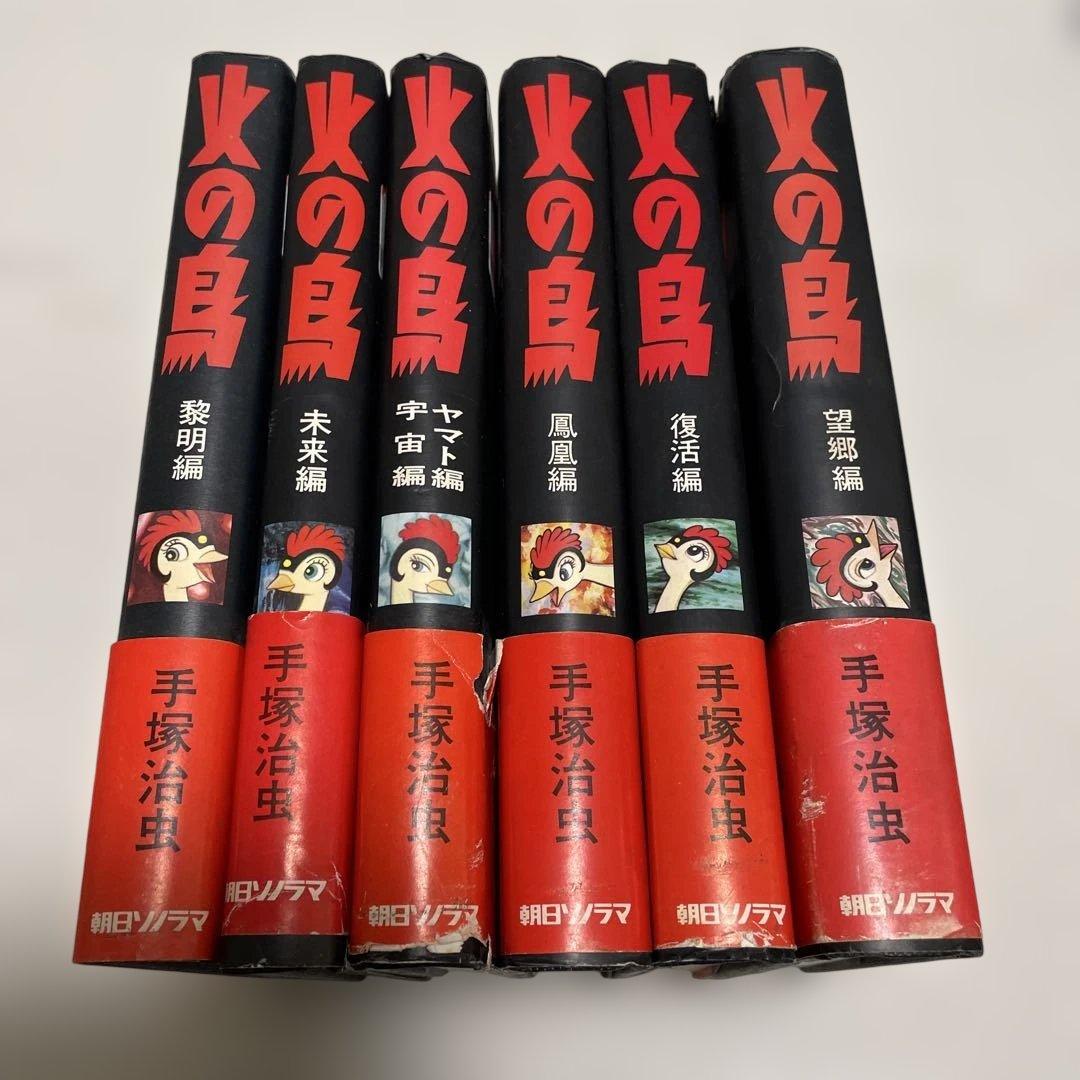 火の鳥
黎明編
手塚治虫
朝日ソノラマ
火の鳥
未来編
手塚治虫
朝日ソノラマ
火の鳥
ヤマト編
宇宙編
手塚治虫
朝日ソノラマ
火の鳥
鳳凰編
手塚治虫
朝日ソノラマ
火の鳥
復活編
手塚治虫
朝日ソノラマ
火の鳥
望郷編
手塚治虫
朝日ソノラマ